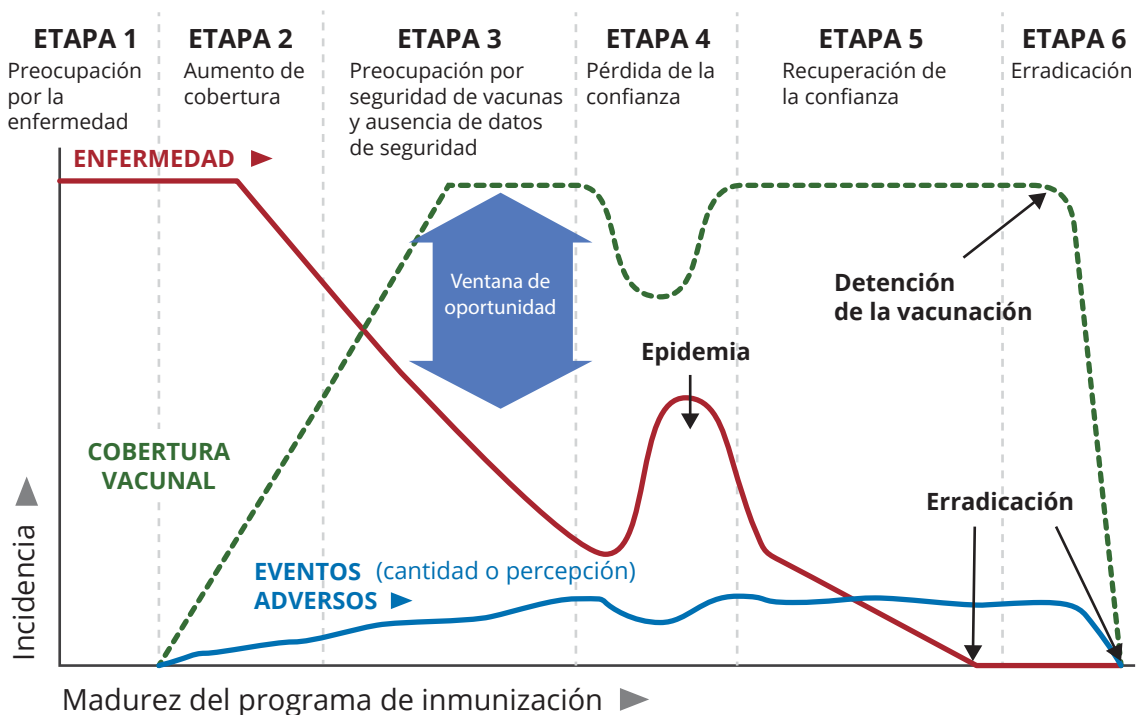 ETAPA 1
Preocupación
por la
enfermedad
ETAPA 2
Aumento de
cobertura
ETAPA 3
Preocupación por
seguridad de vacunas
y ausencia de datos
de seguridad
ETAPA 4
Pérdida de la
confianza
ETAPA 5
Recuperación de
la confianza
ETAPA 6
Erradicación
ENFERMEDAD
Ventana de
oportunidad
Detención
de la vacunación
Epidemia
COBERTURA
VACUNAL
Erradicación
EVENTOS (cantidad o percepción)
ADVERSOS
Incidencia
Madurez del programa de inmunización